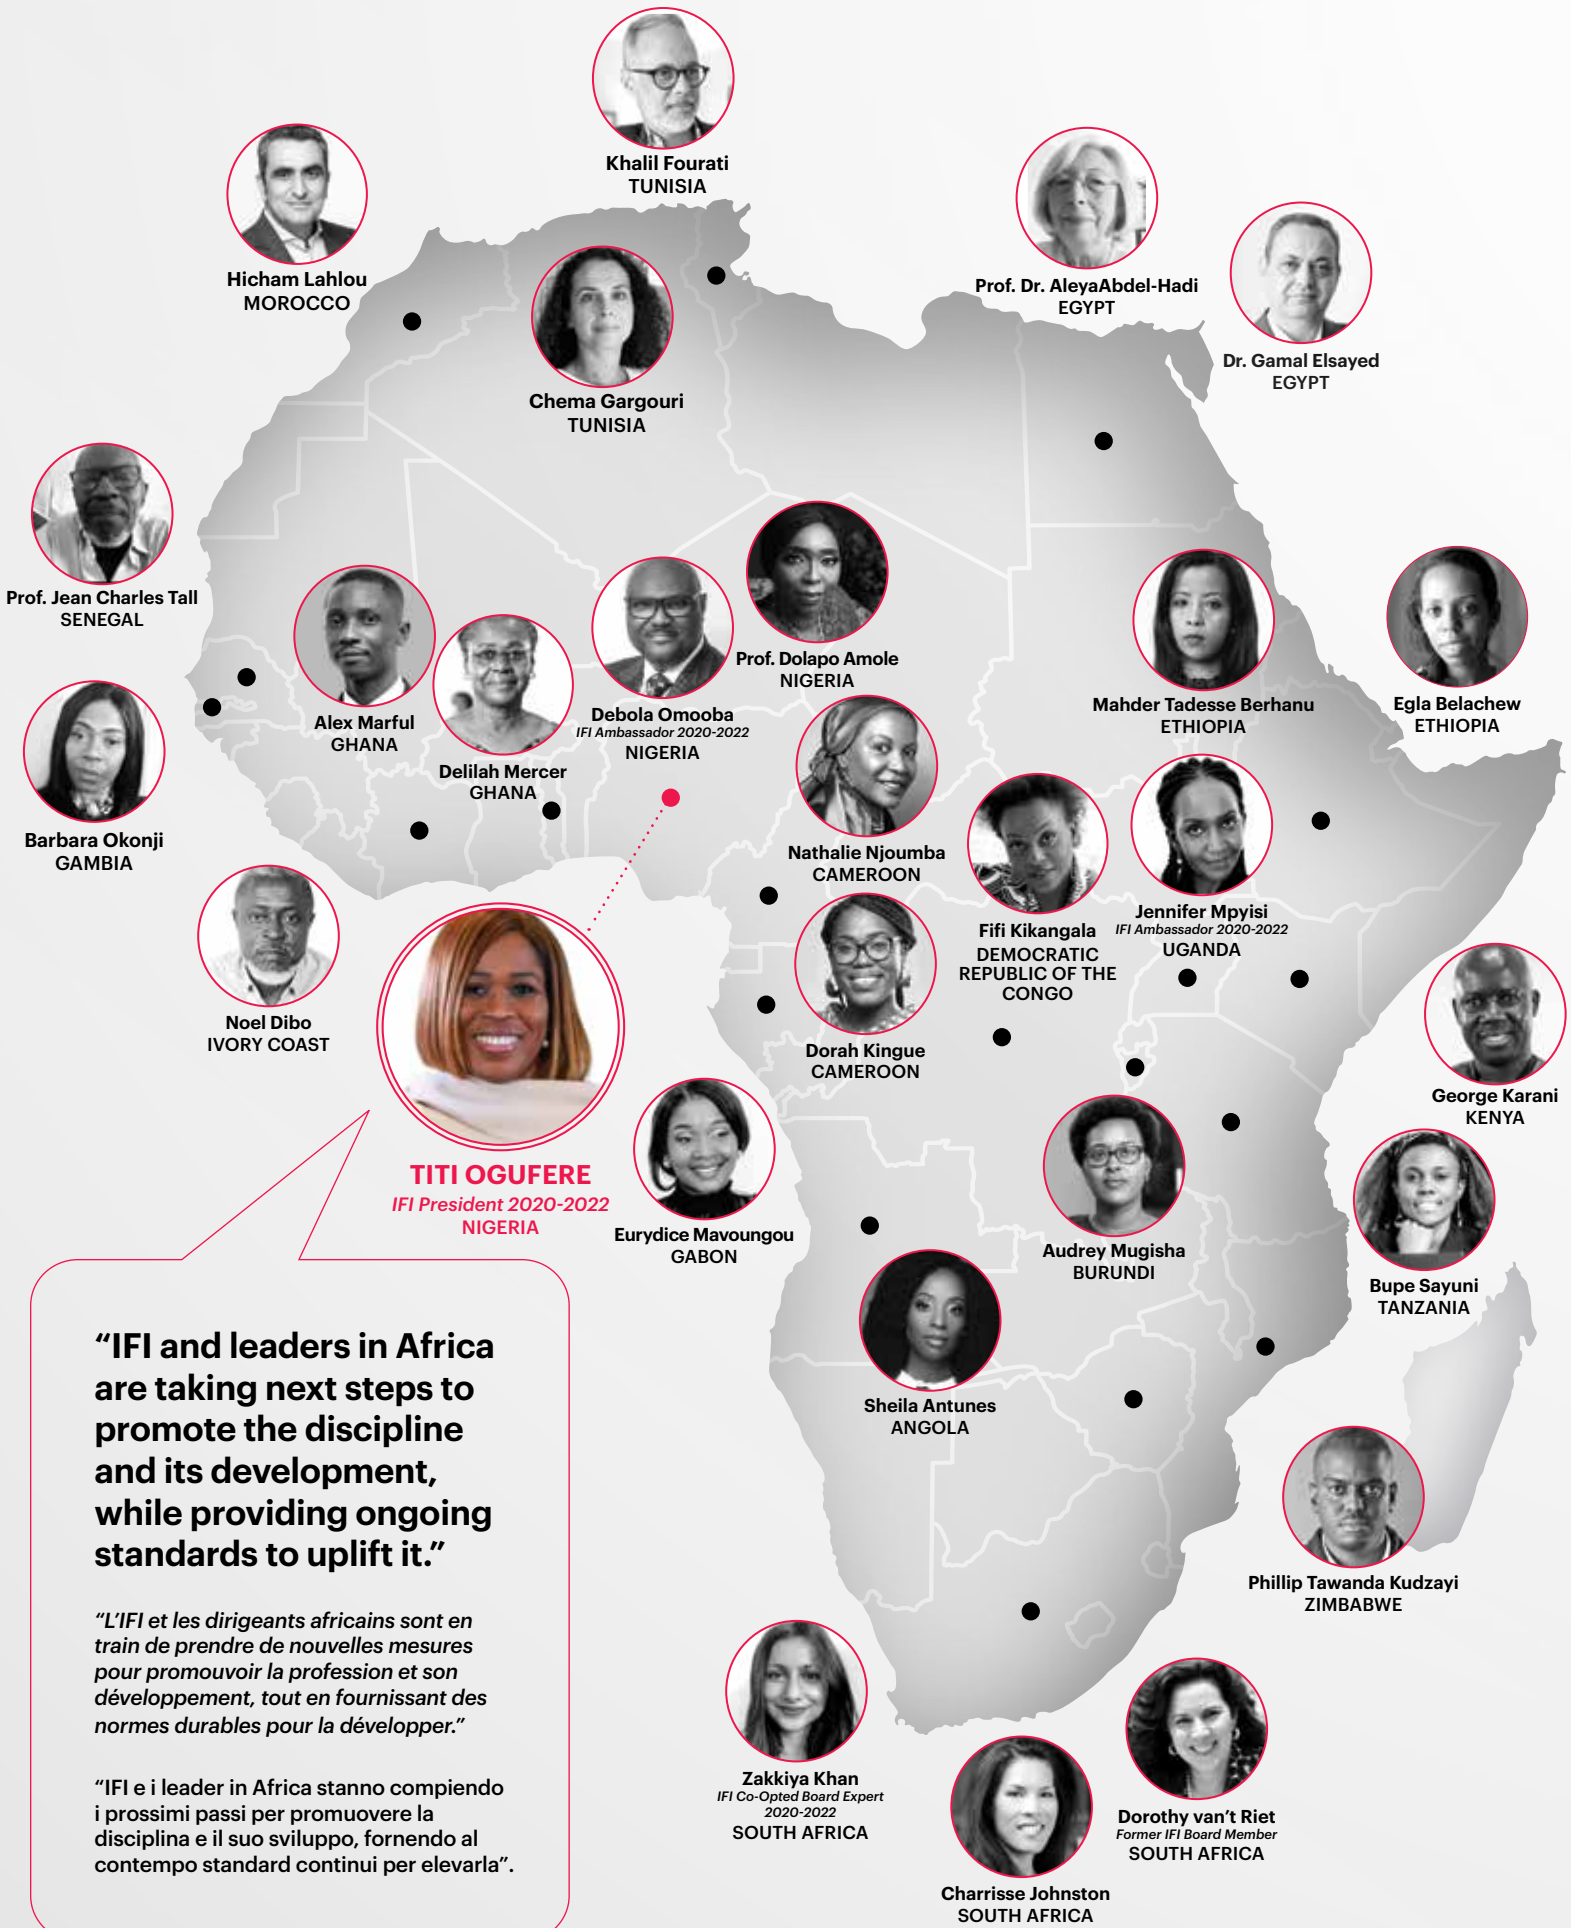 Khalil Fourati
TUNISIA
Hicham Lahlou
MOROCCO
Prof. Dr. AleyaAbdel-Hadi
EGYPT
Dr. Gamal Elsayed
EGYPT
Chema Gargouri
TUNISIA
Prof. Jean Charles Tall
SENEGAL
Alex Marful
GHANA
Delilah Mercer
GHANA
Debola Omooba
IFI Ambassador 2020-2022
NIGERIA
Prof. Dolapo Amole
NIGERIA
Mahder Tadesse Berhanu
ETHIOPIA
Egla Belachew
ETHIOPIA
Barbara Okonji
GAMBIA
Nathalie Njoumba
CAMEROON
Fifi Kikangala
DEMOCRATIC
REPUBLIC OF THE
CONGO
Jennifer Mpyisi
IFI Ambassador 2020-2022
UGANDA
Noel Dibo
IVORY COAST
Dorah Kingue
CAMEROON
George Karani
KENYA
TITI OGUFERE
IFI President 2020-2022
NIGERIA
Eurydice Mavoungou
GABON
Audrey Mugisha
BURUNDI
Bupe Sayuni
TANZANIA
Sheila Antunes
ANGOLA
Phillip Tawanda Kudzayi
ZIMBABWE
Zakkiya Khan
IFI Co-Opted Board Expert
2020-2022
SOUTH AFRICA
Dorothy van’t Riet
Former IFI Board Member
SOUTH AFRICA
Charrisse Johnston
SOUTH AFRICA
“IFI and leaders in Africa
are taking next steps to
promote the discipline
and its development,
while providing ongoing
standards to uplift it.”
“L’IFI et les dirigeants africains sont en
train de prendre de nouvelles mesures
pour promouvoir la profession et son
développement, tout en fournissant des
normes durables pour la développer.”
“IFI e i leader in Africa stanno compiendo
i prossimi passi per promuovere la
disciplina e il suo sviluppo, fornendo al
contempo standard continui per elevarla”.